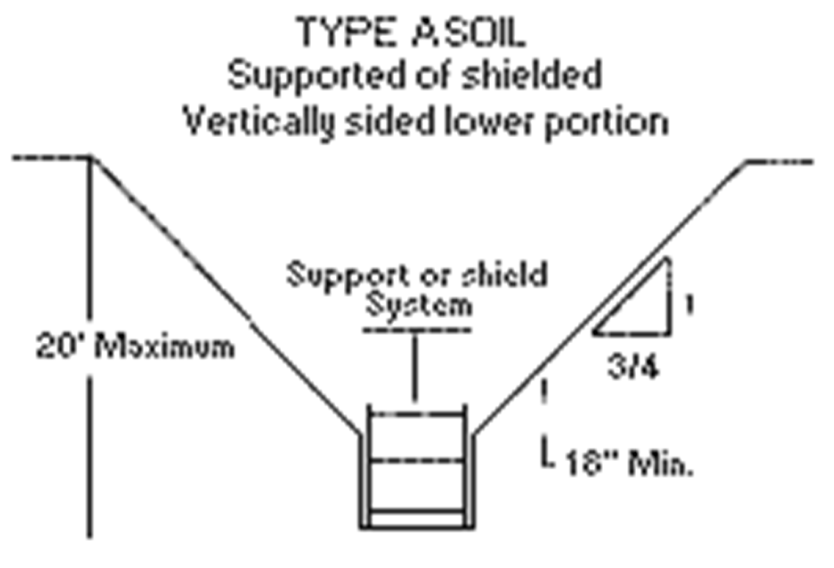 TYPE A SOIL
Supported of shielded
Vertically sided lower portion
Support or shield
System
20' Maximum
1
3/4
18" Min.